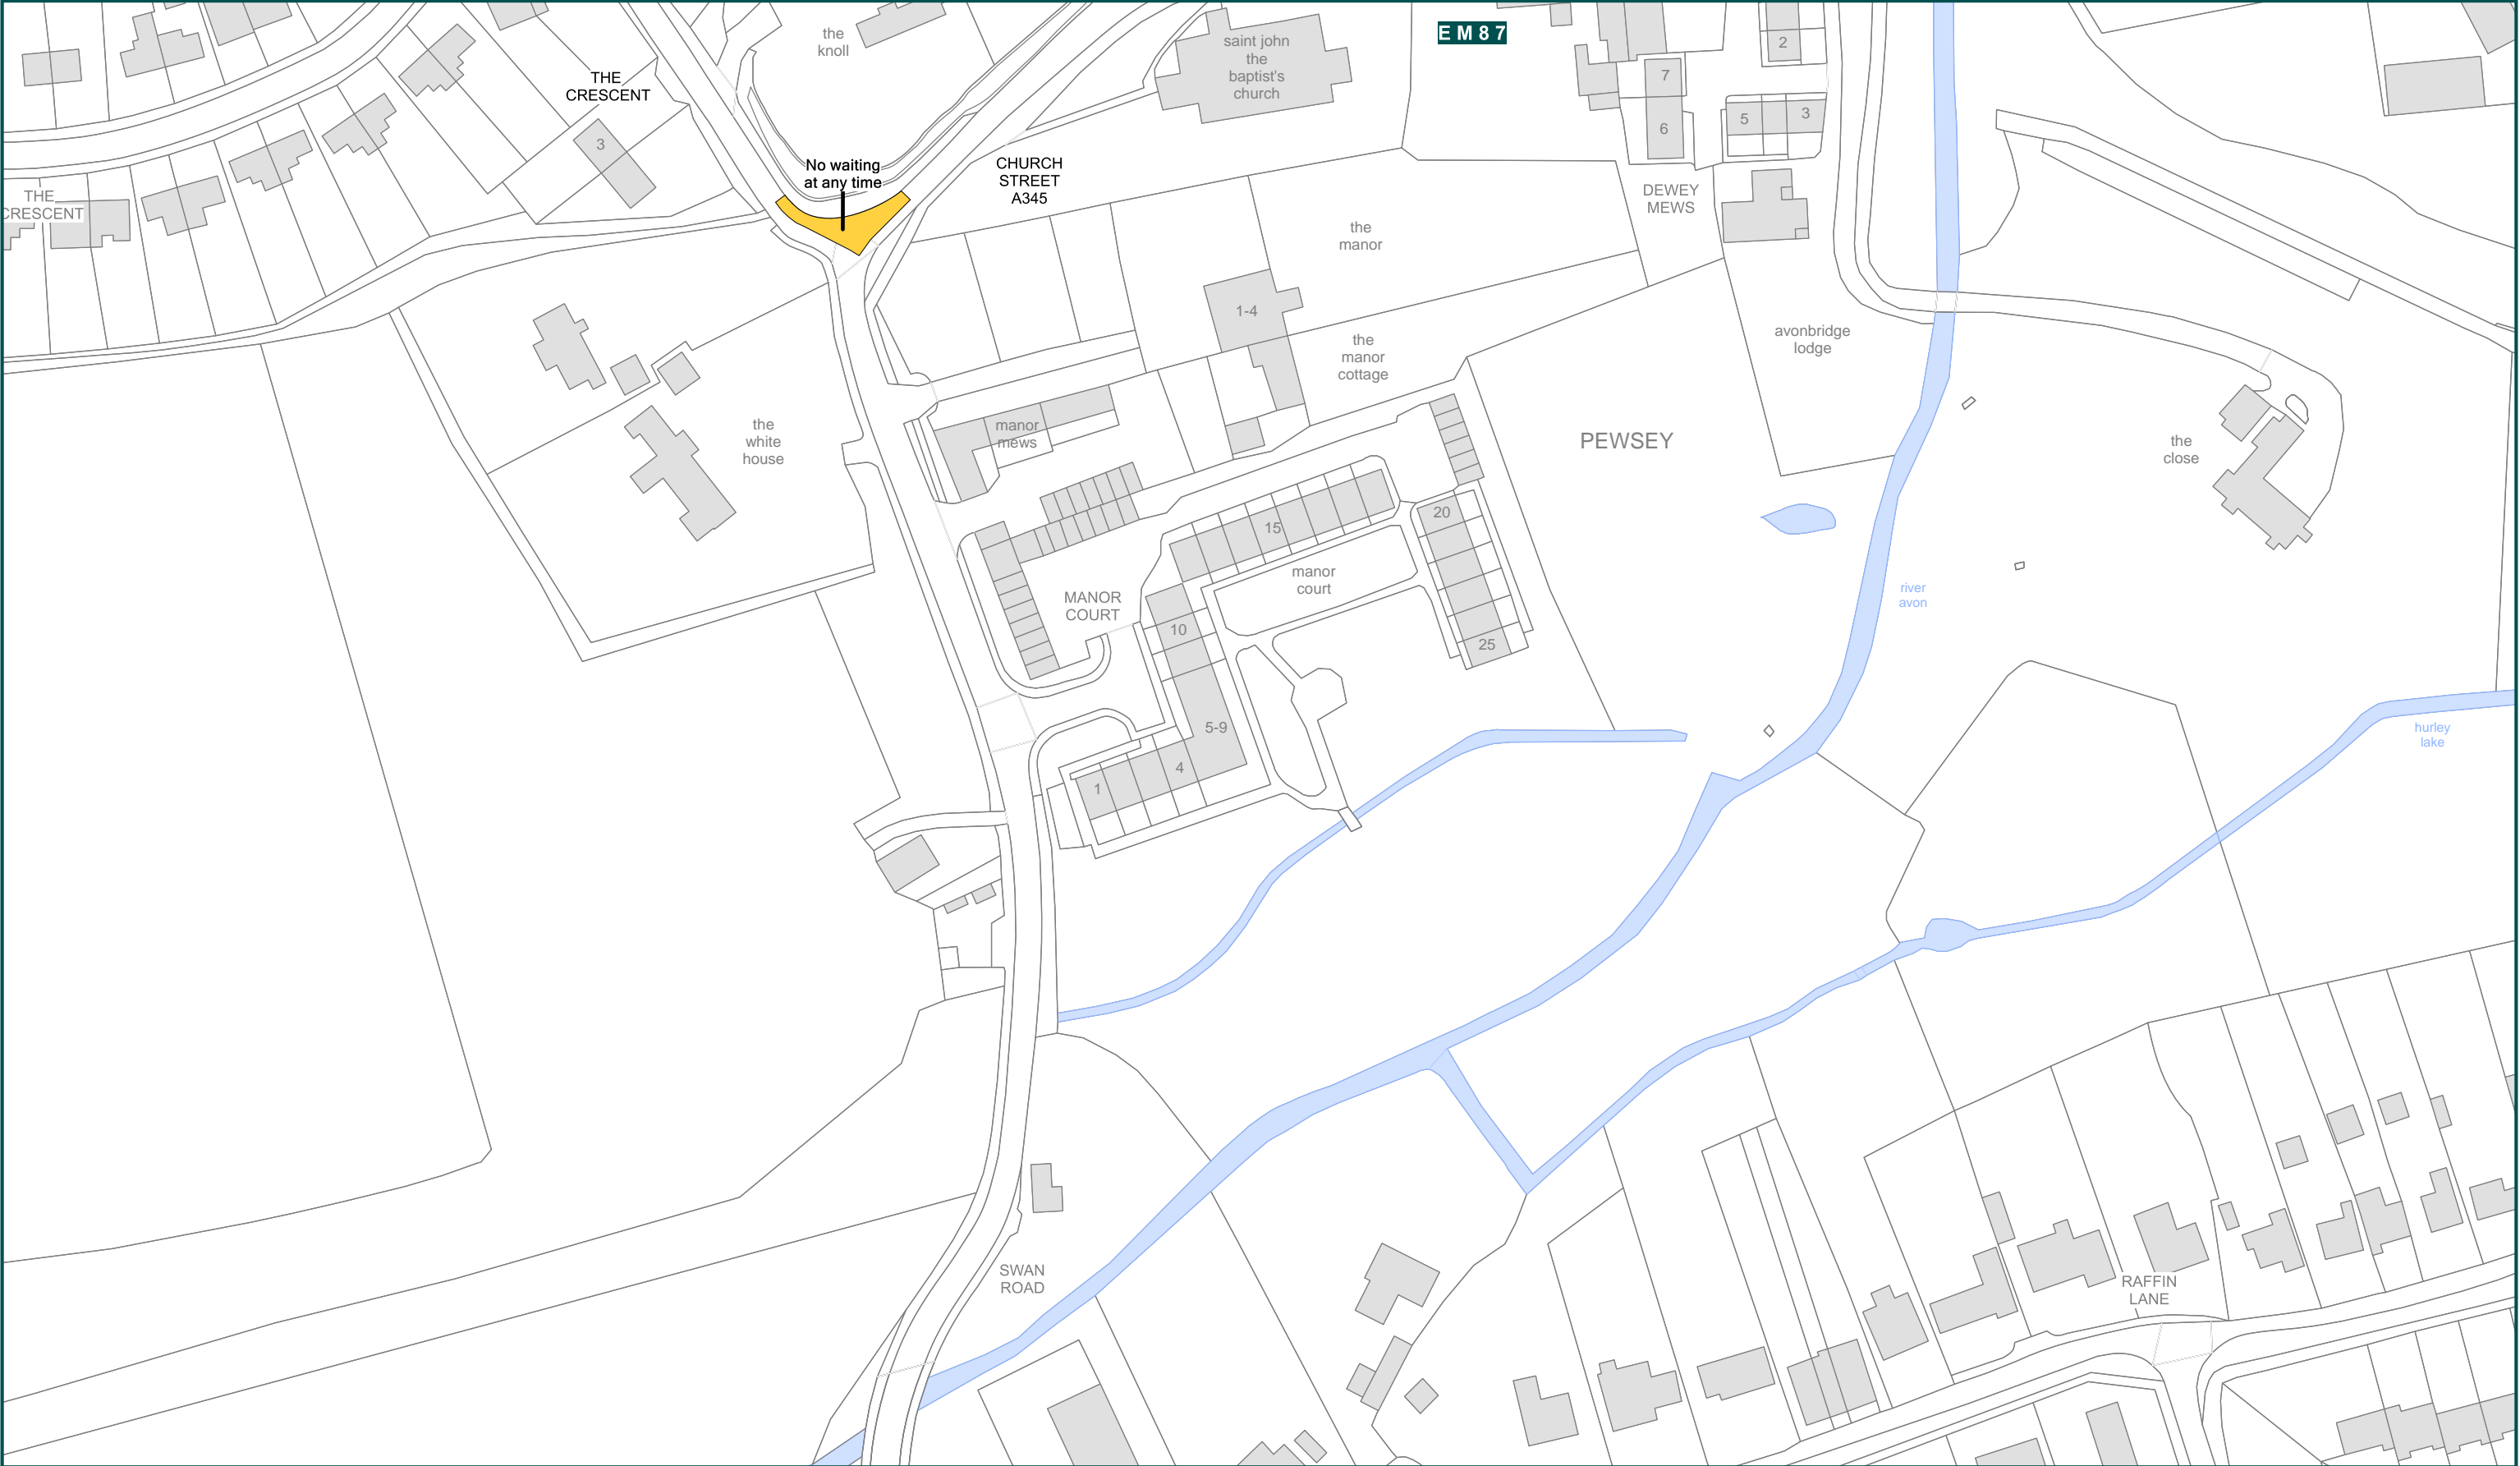 the
knoll
saint john
the
baptist's
church
EM87
2
7
6
5
3
THE
CRESCENT
3
No waiting
at any time
CHURCH
STREET
A345
THE
CRESCENT
DEWEY
MEWS
the
manor
1-4
the
manor
cottage
avonbridge
lodge
the
white
house
manor
mews
PEWSEY
the
close
15
20
manor
court
MANOR
COURT
10
25
river
avon
5-9
4
1
hurley
lake
SWAN
ROAD
RAFFIN
LANE